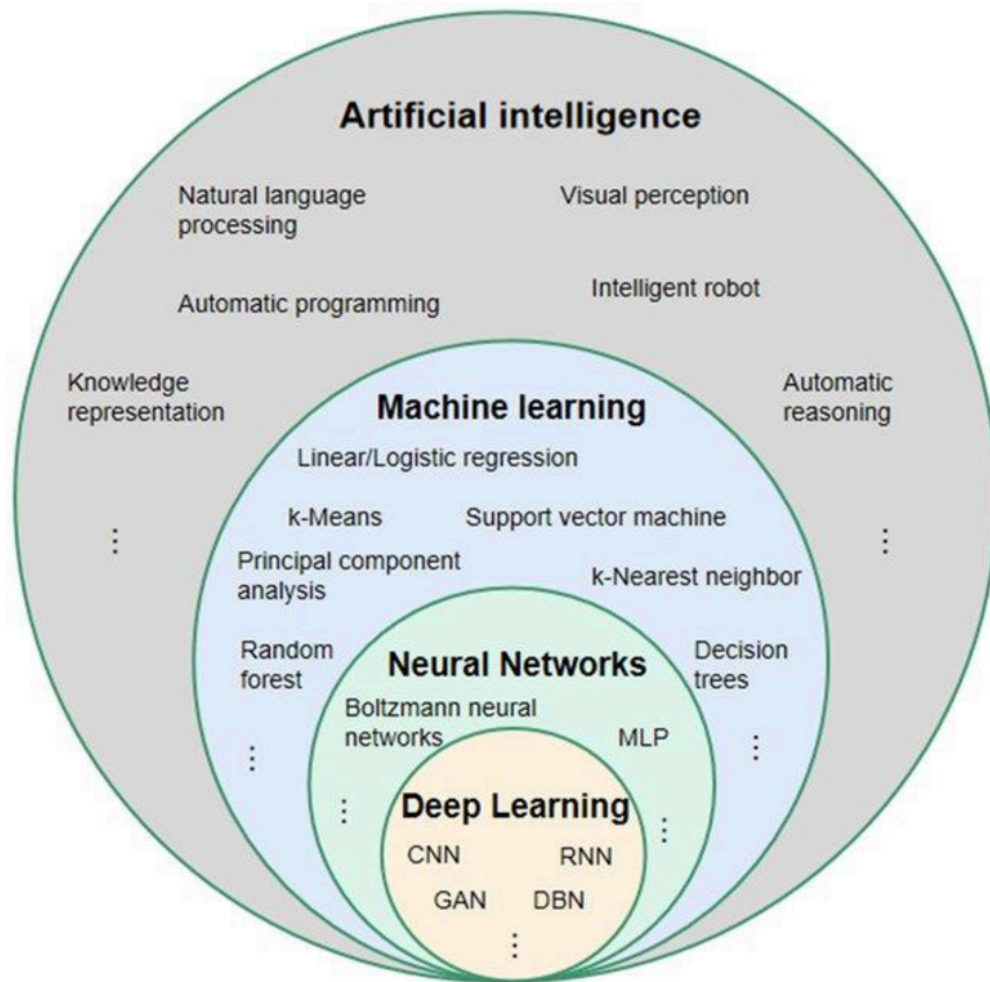 Artificial intelligence
Natural language
processing
Visual perception
Automatic programming
Intelligent robot
Knowledge
representation
Automatic
reasoning
⋮
⋮
Machine learning
Linear/Logistic regression
k-Means
Support vector machine
Principal component
analysis
k-Nearest neighbor
Random
forest
Decision
trees
⋮
⋮
Neural Networks
Boltzmann neural
networks
MLP
⋮
⋮
Deep Learning
CNN
RNN
GAN
DBN
⋮